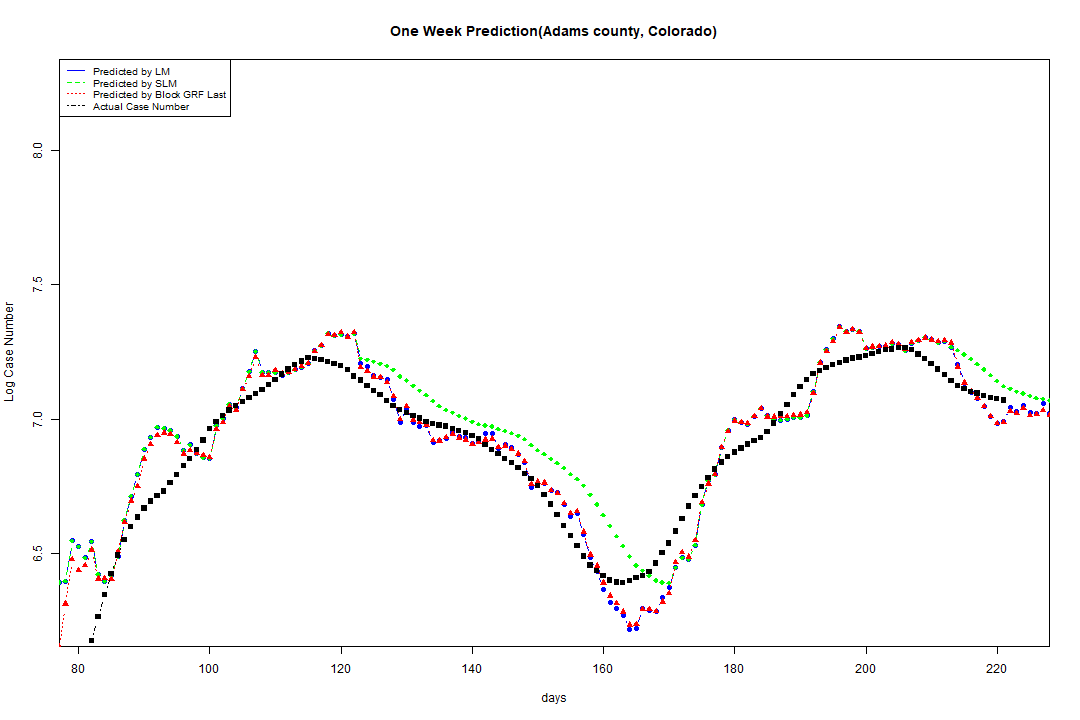 One Week Prediction(Adams county, Colorado)
Predicted by LM
Predicted by SLM
Predicted by Block GRF Last
Actual Case Number
8.0
7.5
7.0
6.5
Log Case Number
80 100 120 140 160 180 200 220
days